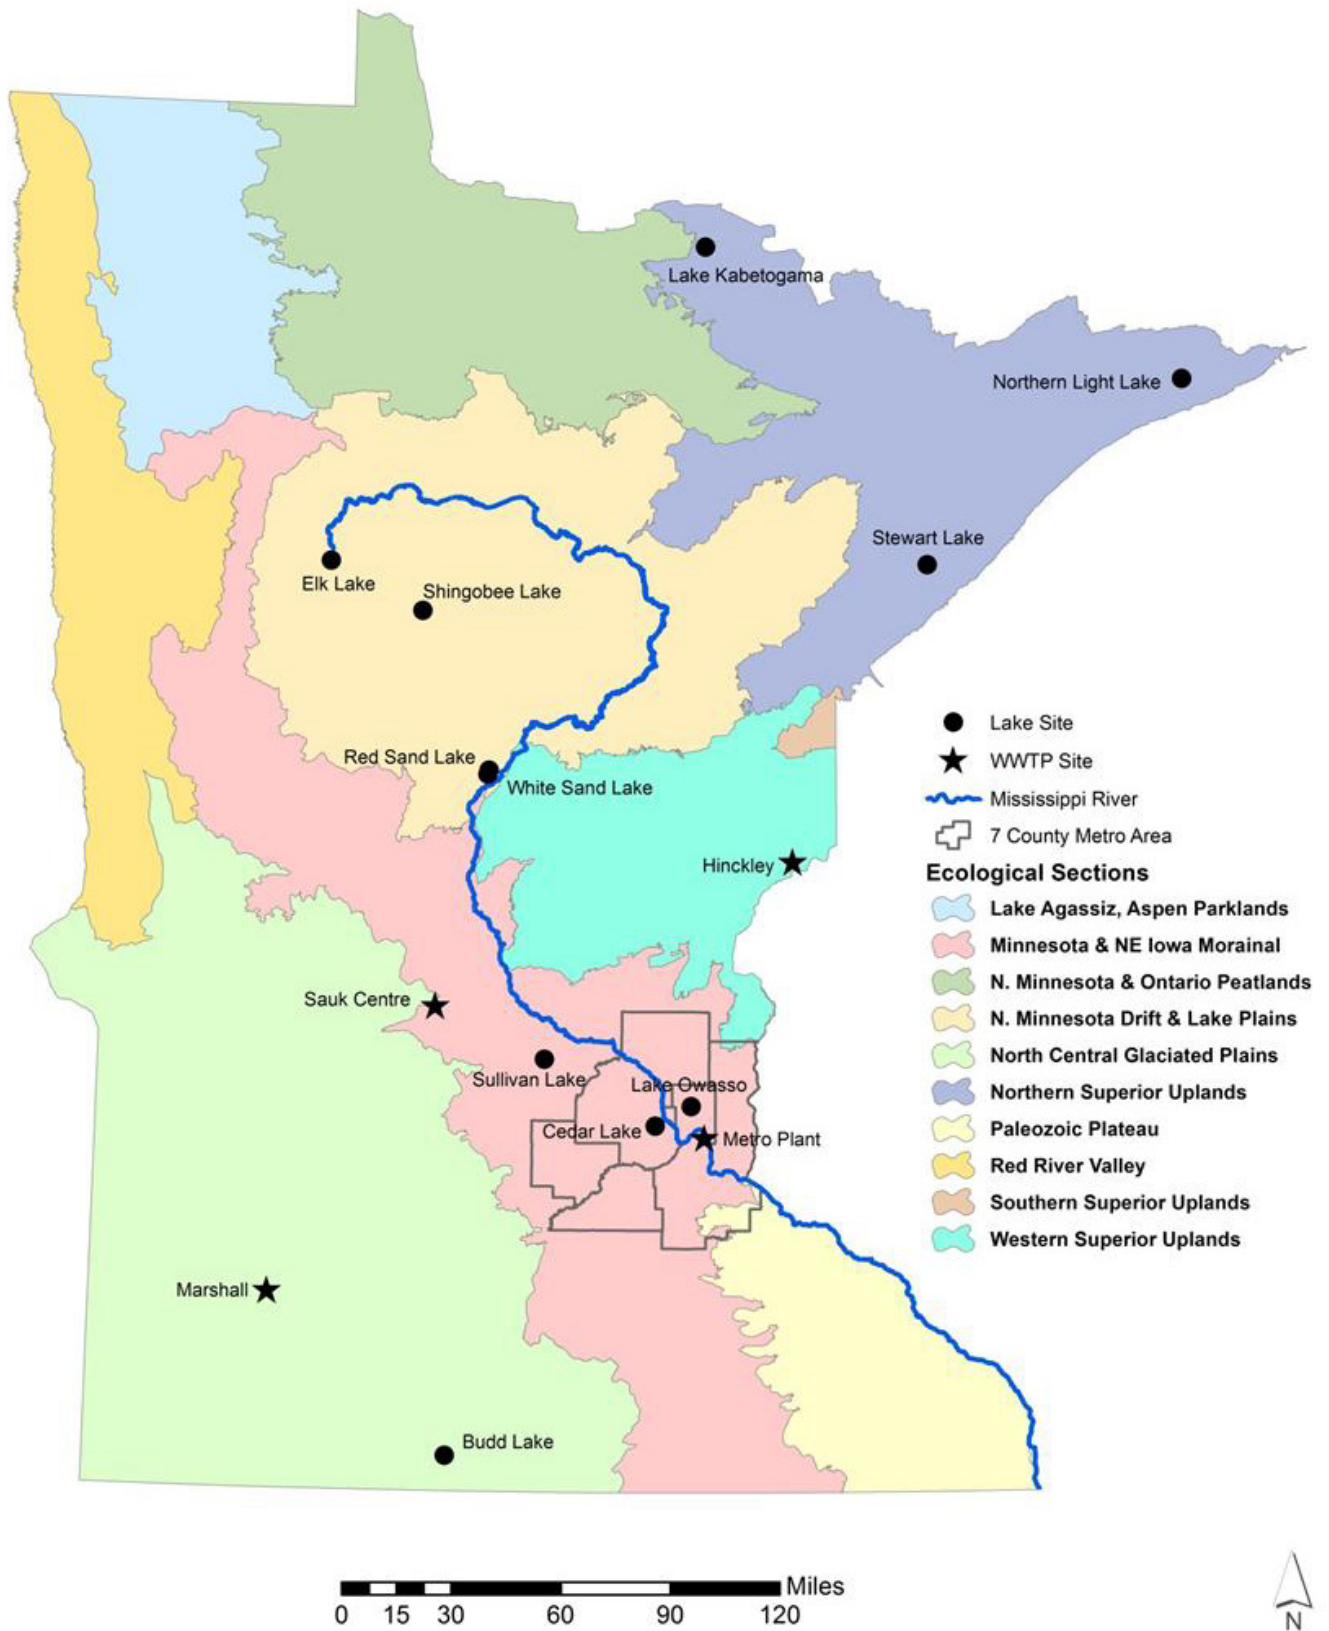 Lake Kabetogama
Northern Light Lake
Stewart Lake
Elk Lake
Shingobee Lake
Red Sand Lake
White Sand Lake
Hinckley
Sauk Centre
Sullivan Lake
Lake Owasso
Cedar Lake
Metro Plant
Marshall
Budd Lake
Lake Site
WWTP Site
Mississippi River
7 County Metro Area
Ecological Sections
Lake Agassiz, Aspen Parklands
Minnesota & NE Iowa Morainal
N. Minnesota & Ontario Peatlands
N. Minnesota Drift & Lake Plains
North Central Glaciated Plains
Northern Superior Uplands
Paleozoic Plateau
Red River Valley
Southern Superior Uplands
Western Superior Uplands
Miles
0 15 30 60 90 120
N